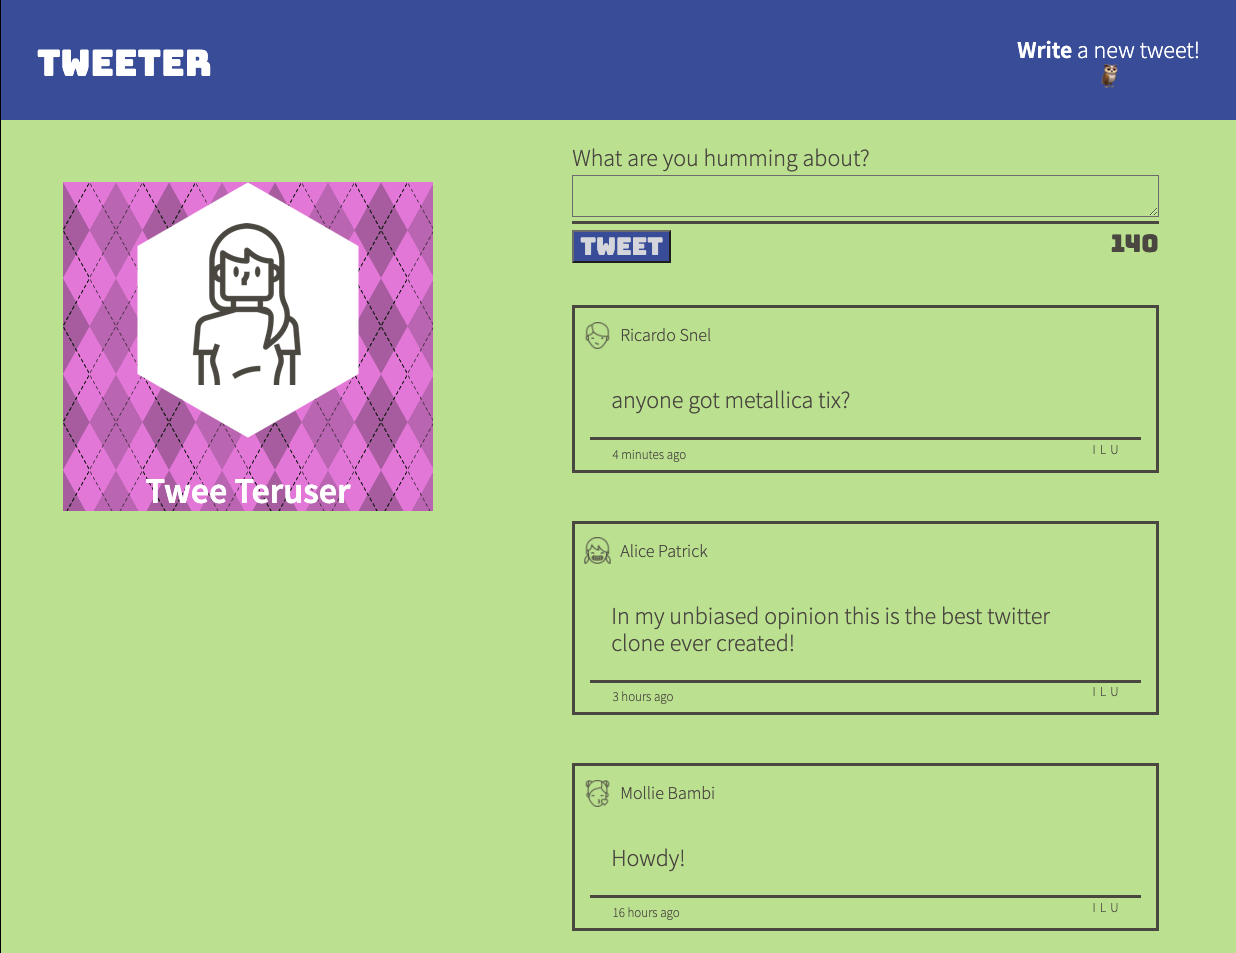 TWEETER
Write a new tweet!
Twee Teruser
What are you humming about?
TWEET
140
Ricardo Snel
anyone got metallica tix?
4 minutes ago
I L U
Alice Patrick
In my unbiased opinion this is the best twitter
clone ever created!
3 hours ago
I L U
Mollie Bambi
Howdy!
16 hours ago
I L U